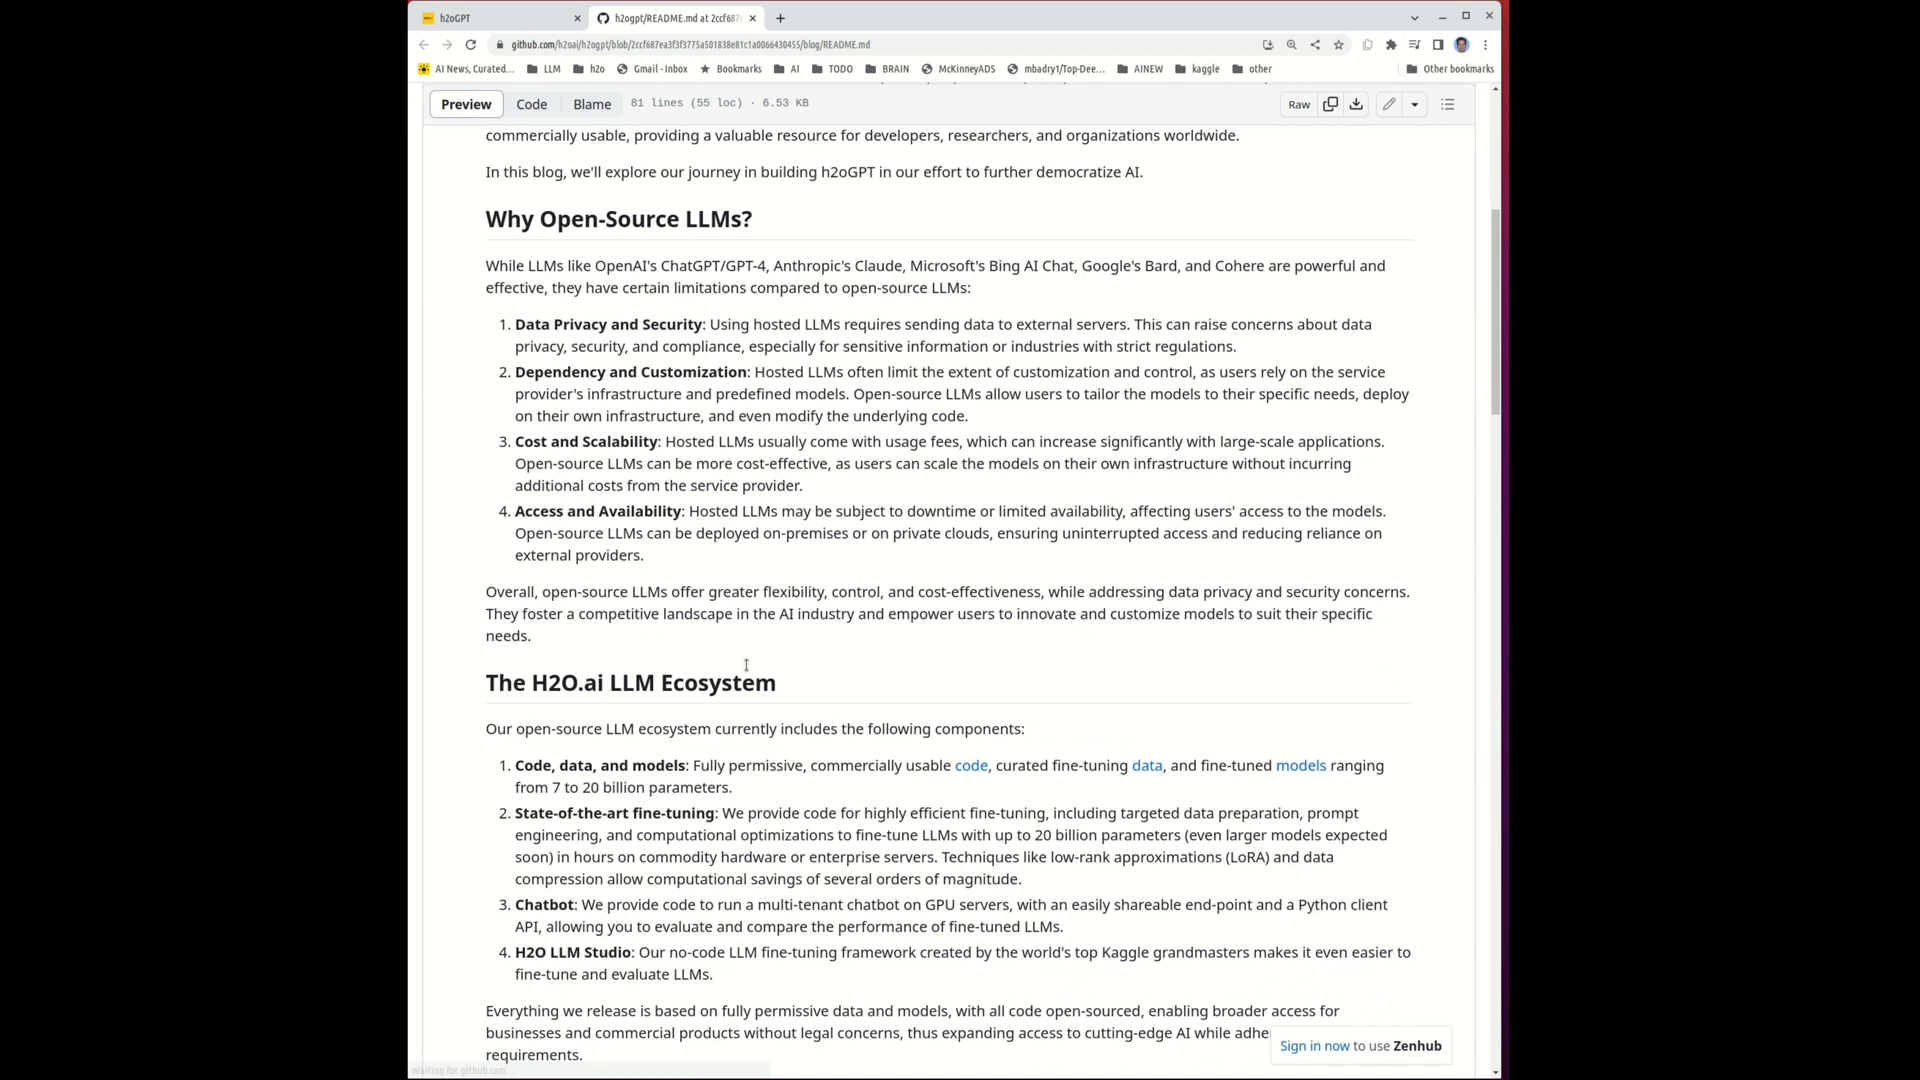 h2oGPT
h2ogpt/README.md at 2ccf687
github.com/h2oai/h2ogpt/blob/2ccf687ea3f3f3775a501838e81c1a0066430455/blog/README.md
AI News, Curated... LLM h2o Gmail - Inbox Bookmarks AI TODO BRAIN McKinneyADS mbadry1/Top-Dee... AINEW kaggle other Other bookmarks
Preview Code Blame 81 lines (55 loc) · 6.53 KB Raw
commercially usable, providing a valuable resource for developers, researchers, and organizations worldwide.
In this blog, we'll explore our journey in building h2oGPT in our effort to further democratize AI.
Why Open-Source LLMs?
While LLMs like OpenAI's ChatGPT/GPT-4, Anthropic's Claude, Microsoft's Bing AI Chat, Google's Bard, and Cohere are powerful and
effective, they have certain limitations compared to open-source LLMs:
1. Data Privacy and Security: Using hosted LLMs requires sending data to external servers. This can raise concerns about data
privacy, security, and compliance, especially for sensitive information or industries with strict regulations.
2. Dependency and Customization: Hosted LLMs often limit the extent of customization and control, as users rely on the service
provider's infrastructure and predefined models. Open-source LLMs allow users to tailor the models to their specific needs, deploy
on their own infrastructure, and even modify the underlying code.
3. Cost and Scalability: Hosted LLMs usually come with usage fees, which can increase significantly with large-scale applications.
Open-source LLMs can be more cost-effective, as users can scale the models on their own infrastructure without incurring
additional costs from the service provider.
4. Access and Availability: Hosted LLMs may be subject to downtime or limited availability, affecting users' access to the models.
Open-source LLMs can be deployed on-premises or on private clouds, ensuring uninterrupted access and reducing reliance on
external providers.
Overall, open-source LLMs offer greater flexibility, control, and cost-effectiveness, while addressing data privacy and security concerns.
They foster a competitive landscape in the AI industry and empower users to innovate and customize models to suit their specific
needs.
The H2O.ai LLM Ecosystem
Our open-source LLM ecosystem currently includes the following components:
1. Code, data, and models: Fully permissive, commercially usable code, curated fine-tuning data, and fine-tuned models ranging
from 7 to 20 billion parameters.
2. State-of-the-art fine-tuning: We provide code for highly efficient fine-tuning, including targeted data preparation, prompt
engineering, and computational optimizations to fine-tune LLMs with up to 20 billion parameters (even larger models expected
soon) in hours on commodity hardware or enterprise servers. Techniques like low-rank approximations (LoRA) and data
compression allow computational savings of several orders of magnitude.
3. Chatbot: We provide code to run a multi-tenant chatbot on GPU servers, with an easily shareable end-point and a Python client
API, allowing you to evaluate and compare the performance of fine-tuned LLMs.
4. H2O LLM Studio: Our no-code LLM fine-tuning framework created by the world's top Kaggle grandmasters makes it even easier to
fine-tune and evaluate LLMs.
Everything we release is based on fully permissive data and models, with all code open-sourced, enabling broader access for
businesses and commercial products without legal concerns, thus expanding access to cutting-edge AI while adhe
requirements.
Sign in now to use Zenhub
Waiting for github.com...